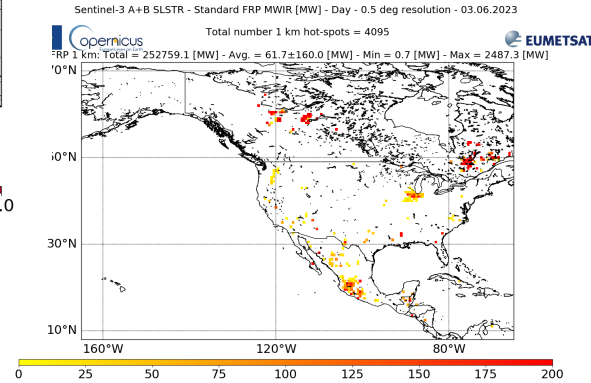 Sentinel-3 A+B SLSTR - Standard FRP MWIR [MW] - Day - 0.5 deg resolution - 03.06.2023
Total number 1 km hot-spots = 4095
opernicus
EUMETSAT
FRP 1 km: Total = 252759.1 [MW] - Avg. = 61.7±160.0 [MW] - Min = 0.7 [MW] - Max = 2487.3 [MW]
70°N
50°N
.0
30°N
10°N
160°W 120°W 80°W
0 25 50 75 100 125 150 175 200